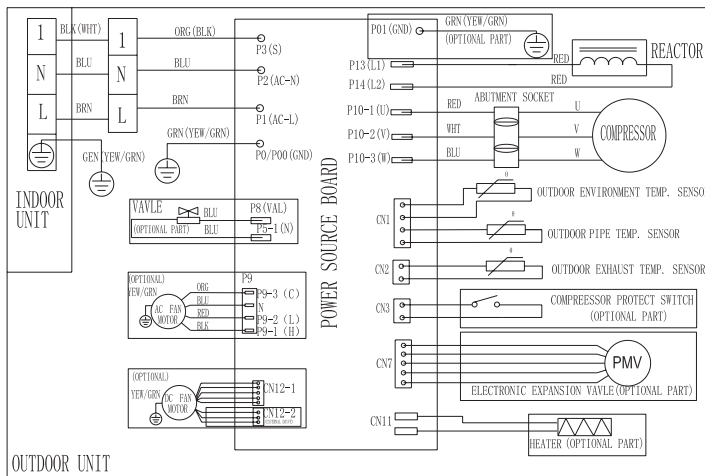 1
N
L
BLK(WHT)
BLU
BRN
1
N
L
GEN(YEW/GRN)
INDOOR
UNIT
ORG(BLK)
BLU
BRN
GRN(YEW/GRN)
P3(S)
P2(AC-N)
P1(AC-L)
P0/P00(GND)
VAVLE
(OPTIONAL PART)
BLU
BLU
P8(VAL)
P5-1(N)
(OPTIONAL)
YEW/GRN
AC FAN
MOTOR
ORG
BLU
RED
BLK
P9
P9-3 (C)
N
P9-2 (L)
P9-1 (H)
(OPTIONAL)
YEW/GRN
DC FAN
MOTOR
CN12-1
CN12-2
OUTDOOR UNIT
POWER SOURCE BOARD
P01(GND)
GRN(YEW/GRN)
(OPTIONAL PART)
P13(L1)
RED
P14(L2)
RED
REACTOR
P10-1(U)
RED
P10-2(V)
WHT
P10-3(W)
BLU
ABUTMENT SOCKET
U
V
W
COMPRESSOR
CN1
θ
OUTDOOR ENVIRONMENT TEMP. SENSO
θ
OUTDOOR PIPE TEMP. SENSOR
CN2
θ
OUTDOOR EXHAUST TEMP. SENSOR
CN3
COMPREESSOR PROTECT SWITCH
(OPTIONAL PART)
CN7
PMV
ELECTRONIC EXPANSION VAVLE(OPTIONAL PART)
CN11
HEATER(OPTIONAL PART)